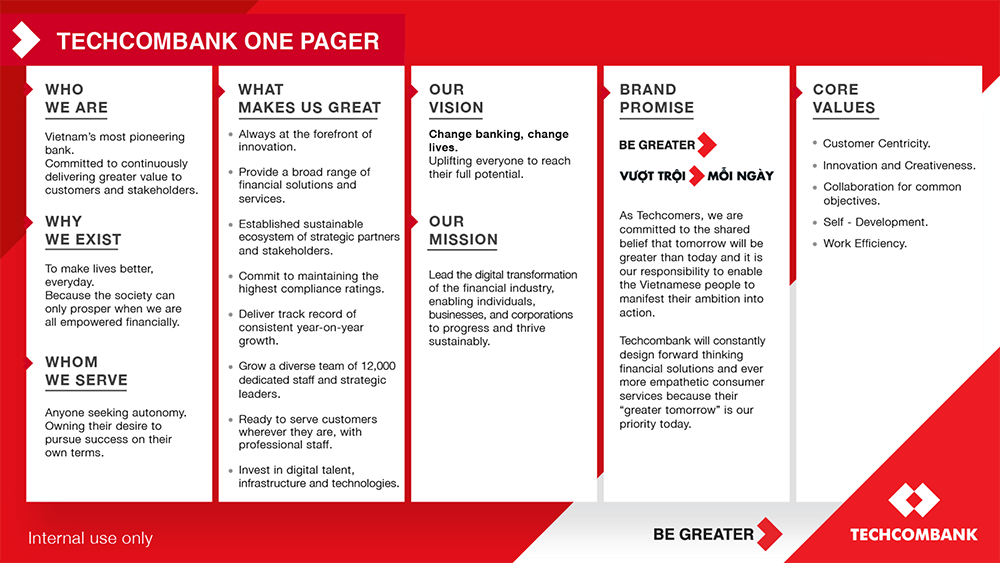 TECHCOMBANK ONE PAGER
WHO
WE ARE
Vietnam's most pioneering
bank.
Committed to continuously
delivering greater value to
customers and stakeholders.
WHY
WE EXIST
To make lives better,
everyday.
Because the society can
only prosper when we are
all empowered financially.
WHOM
WE SERVE
Anyone seeking autonomy.
Owning their desire to
pursue success on their
own terms.
WHAT
MAKES US GREAT
Always at the forefront of
innovation.
Provide a broad range of
financial solutions and
services.
Established sustainable
ecosystem of strategic partners
and stakeholders.
Commit to maintaining the
highest compliance ratings.
Deliver track record of
consistent year-on-year
growth.
Grow a diverse team of 12,000
dedicated staff and strategic
leaders.
Ready to serve customers
wherever they are, with
professional staff.
Invest in digital talent,
infrastructure and technologies.
OUR
VISION
Change banking, change
lives.
Uplifting everyone to reach
their full potential.
OUR
MISSION
Lead the digital transformation
of the financial industry,
enabling individuals,
businesses, and corporations
to progress and thrive
sustainably.
BRAND
PROMISE
BE GREATER
VƯỢT TRỘI MỖI NGÀY
As Techcomers, we are
committed to the shared
belief that tomorrow will be
greater than today and it is
our responsibility to enable
the Vietnamese people to
manifest their ambition into
action.
Techcombank will constantly
design forward thinking
financial solutions and ever
more empathetic consumer
services because their
“greater tomorrow” is our
priority today.
CORE
VALUES
Customer Centricity.
Innovation and Creativeness.
Collaboration for common
objectives.
Self - Development.
Work Efficiency.
Internal use only
BE GREATER
TECHCOMBANK